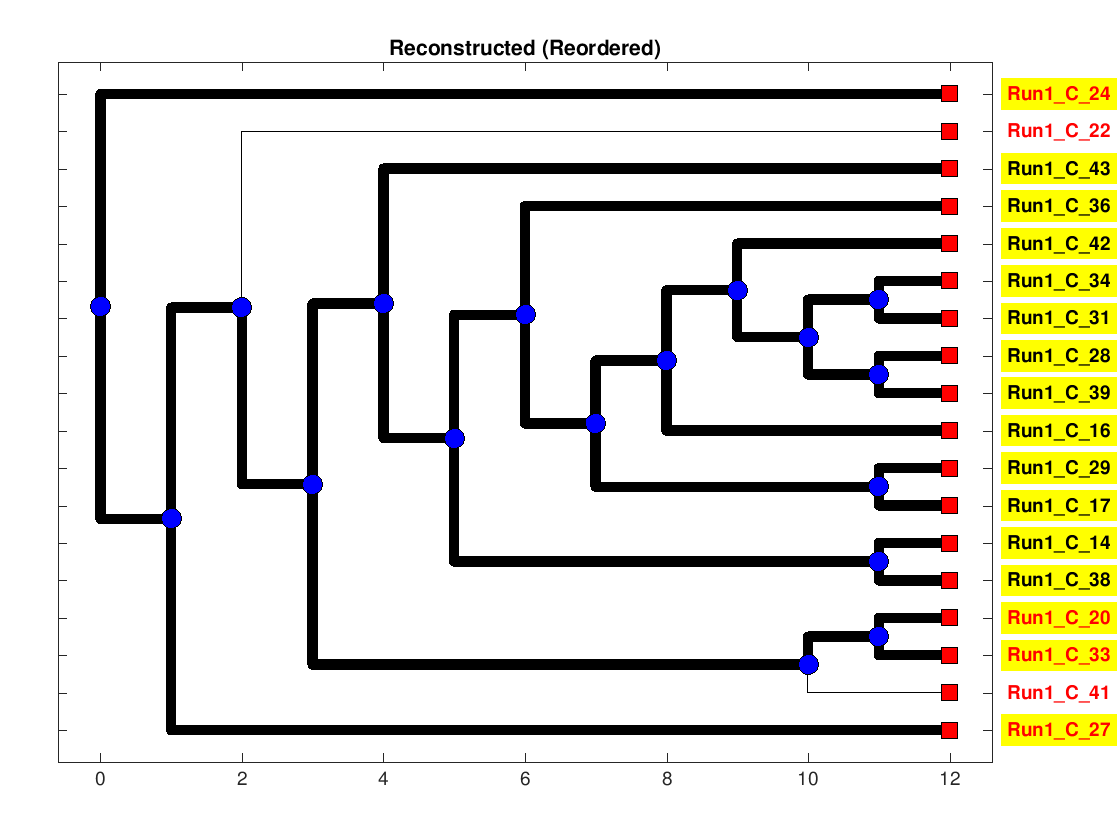 Reconstructed (Reordered)
Run1_C_24
Run1_C_22
Run1_C_43
Run1_C_36
Run1_C_42
Run1_C_34
Run1_C_31
Run1_C_28
Run1_C_39
Run1_C_16
Run1_C_29
Run1_C_17
Run1_C_14
Run1_C_38
Run1_C_20
Run1_C_33
Run1_C_41
Run1_C_27
0 2 4 6 8 10 12